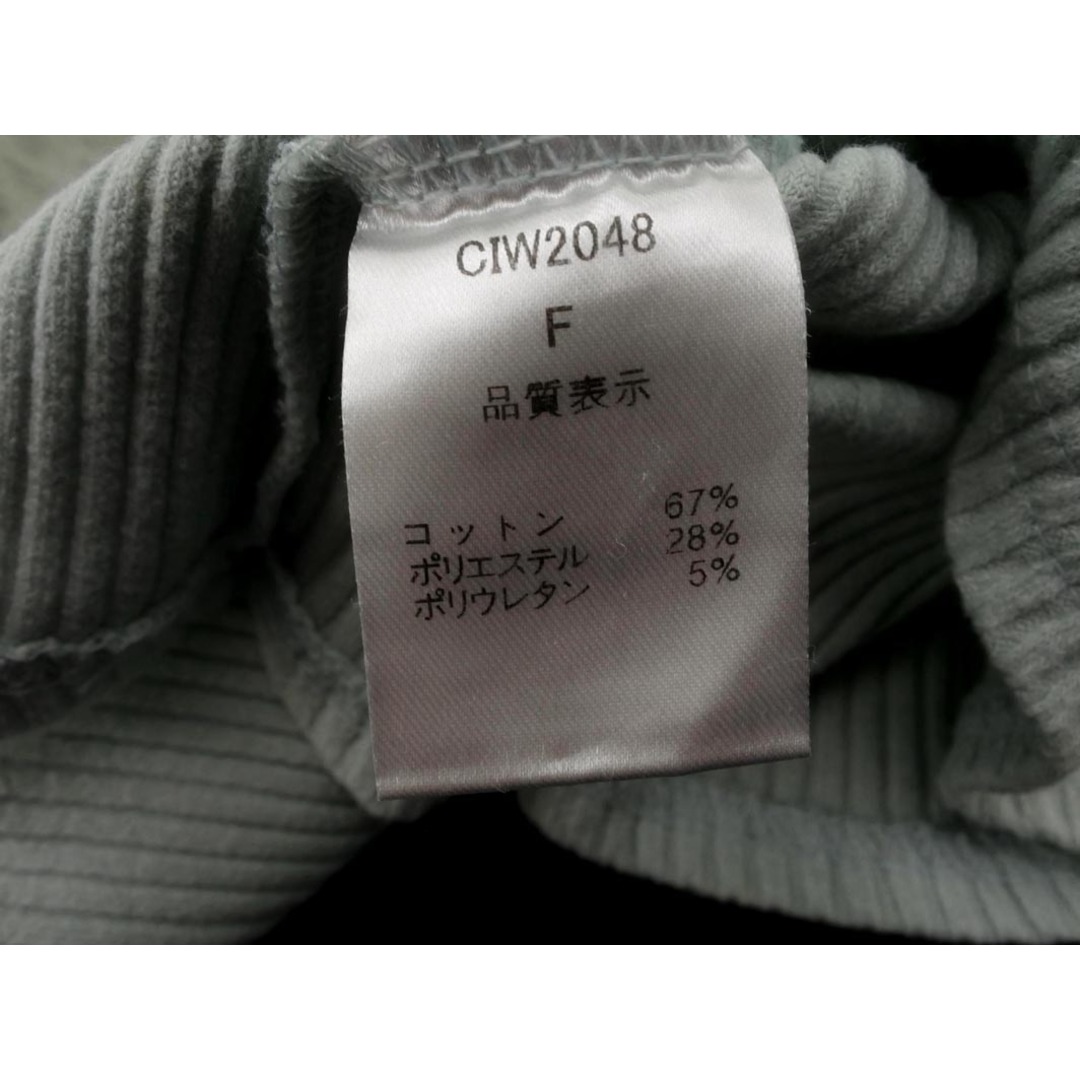 CIW2048
F
品質表示
コットン 67%
ポリエステル 28%
ポリウレタン 5%